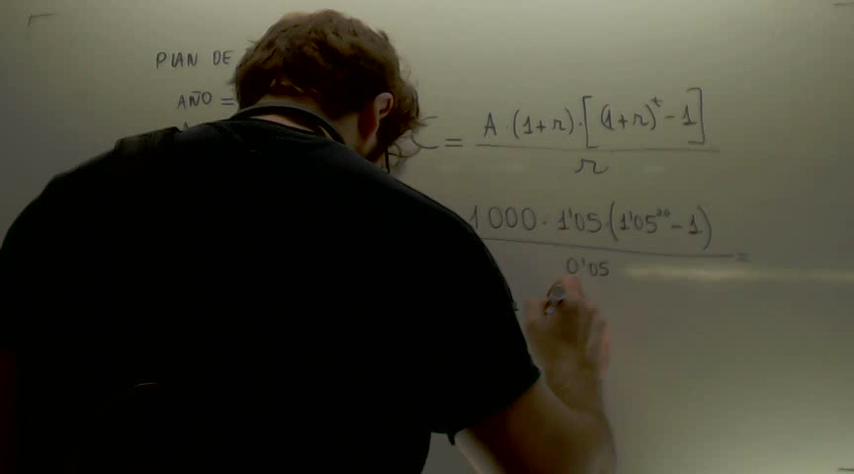 PLAN DE
AÑO =
C = A · (1+r) · [(1+r)^t - 1] / r
1000 · 1'05 · (1'05^20 - 1) / 0'05 =